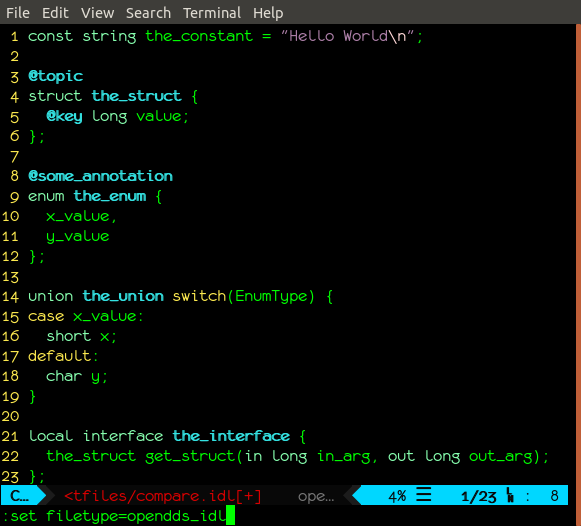 File Edit View Search Terminal Help
1 const string the_constant = "Hello World\n";
2
3 @topic
4 struct the_struct {
5   @key long value;
6 };
7
8 @some_annotation
9 enum the_enum {
10   x_value,
11   y_value
12 };
13
14 union the_union switch(EnumType) {
15 case x_value:
16   short x;
17 default:
18   char y;
19 }
20
21 local interface the_interface {
22   the_struct get_struct(in long in_arg, out long out_arg);
23 };
C… <tfiles/compare.idl[+] ope… 4% ☰ 1/23 : 8
:set filetype=opendds_idl